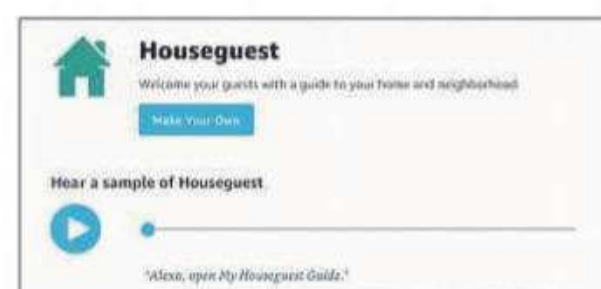 Houseguest
Welcome your guests with a guide to your home and neighborhood.
Make Your Own
Hear a sample of Houseguest
"Alexa, open My Houseguest Guide."